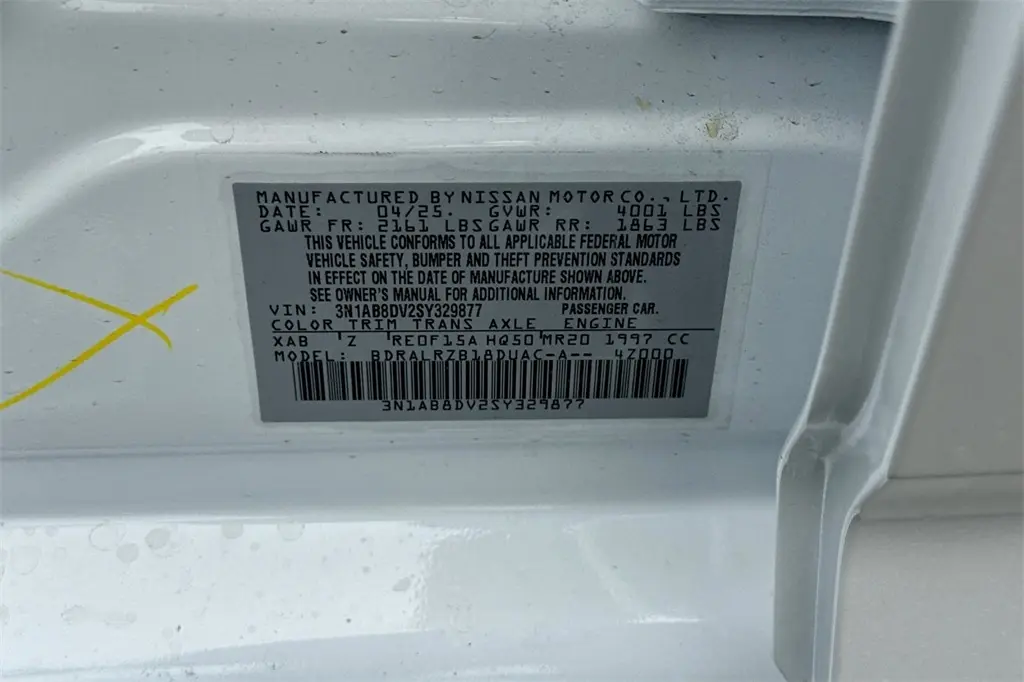 MANUFACTURED BY NISSAN MOTOR CO., LTD.
DATE: 04/25. GVWR: 4001 LBS
GAWR FR: 2161 LBS GAWR RR: 1863 LBS
THIS VEHICLE CONFORMS TO ALL APPLICABLE FEDERAL MOTOR
VEHICLE SAFETY, BUMPER AND THEFT PREVENTION STANDARDS
IN EFFECT ON THE DATE OF MANUFACTURE SHOWN ABOVE.
SEE OWNER'S MANUAL FOR ADDITIONAL INFORMATION.
VIN: 3N1AB8DV2SY329877 PASSENGER CAR.
COLOR TRIM TRANS AXLE ENGINE
XAB 'Z 'RE0F15A HQ50 MR20 1997 CC
MODEL: BDRALRZB18DUAC-A-- 47000
3N1AB8DV2SY329877